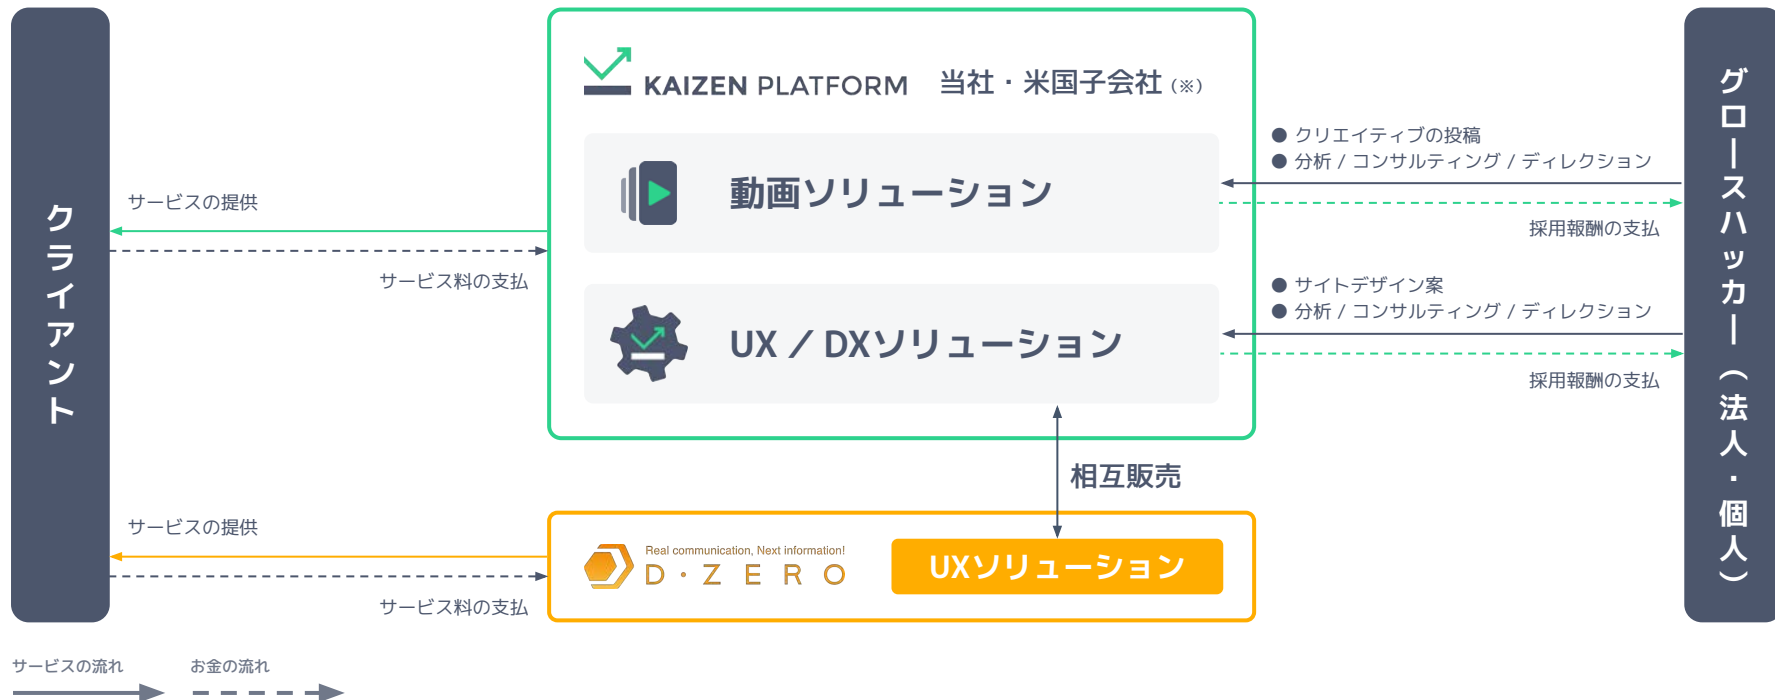 クライアント
サービスの提供
サービス料の支払
サービスの提供
サービス料の支払
KAIZEN PLATFORM 当社・米国子会社（※）
動画ソリューション
UX ／ DXソリューション
相互販売
Real communication, Next information!
D・ZERO
UXソリューション
● クリエイティブの投稿
● 分析 / コンサルティング / ディレクション
採用報酬の支払
● サイトデザイン案
● 分析 / コンサルティング / ディレクション
採用報酬の支払
グロースハッカー（法人・個人）
サービスの流れ
お金の流れ